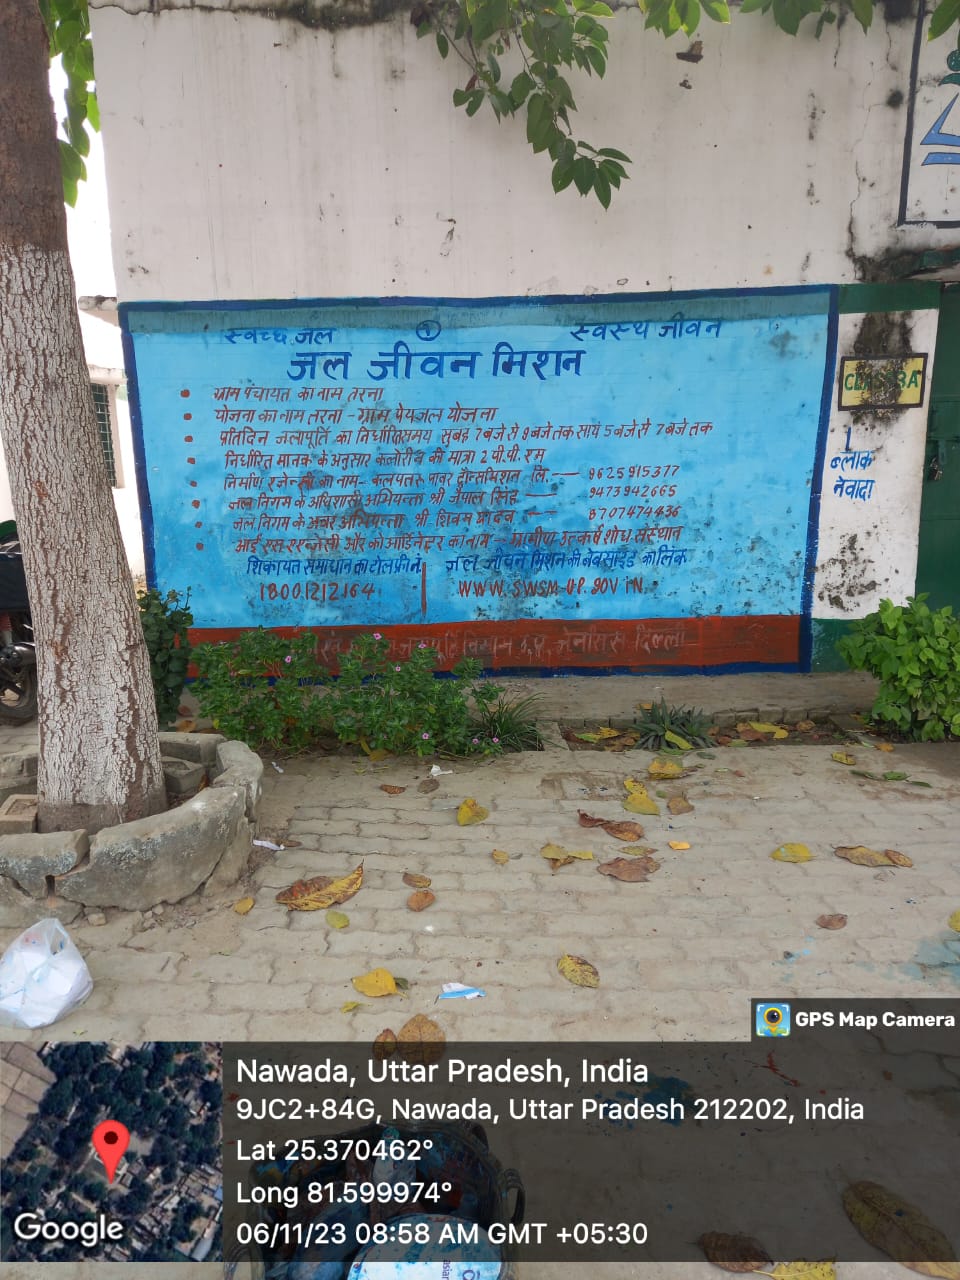 स्वच्छ जल १ स्वस्थ जीवन
जल जीवन मिशन
ग्राम पंचायत का नाम तरना
योजना का नाम तरना - ग्राम पेयजल योजना
प्रतिदिन जलापूर्ति का निर्धारित समय सुबह 7 बजे से 9 बजे तक सायं 5 बजे से 7 बजे तक
निर्धारित मानक के अनुसार क्लोरीन की मात्रा 2 पी.पी.एम
निर्माण एजेन्सी का नाम - कल्पतरु पावर ट्रान्समिशन लि. — 9625915377
जल निगम के अधिशासी अभियन्ता श्री जैपाल सिंह — 9473942665
जल निगम के अवर अभियन्ता श्री शिवम यादव — 8707474436
आई एस ए एजेंसी और को आर्डिनेटर का नाम - ग्रामीण उत्कर्ष शोध संस्थान
शिकायत समाधान का टोल फ्री नं. जल जीवन मिशन की वेबसाइड का लिंक
18001212164 WWW.SWSM.UP.GOV.IN
जलापूर्ति विभाग उ.प्र. दिल्ली
1
ब्लाक
नेवादा
GPS Map Camera
Nawada, Uttar Pradesh, India
9JC2+84G, Nawada, Uttar Pradesh 212202, India
Lat 25.370462°
Long 81.599974°
06/11/23 08:58 AM GMT +05:30
Google